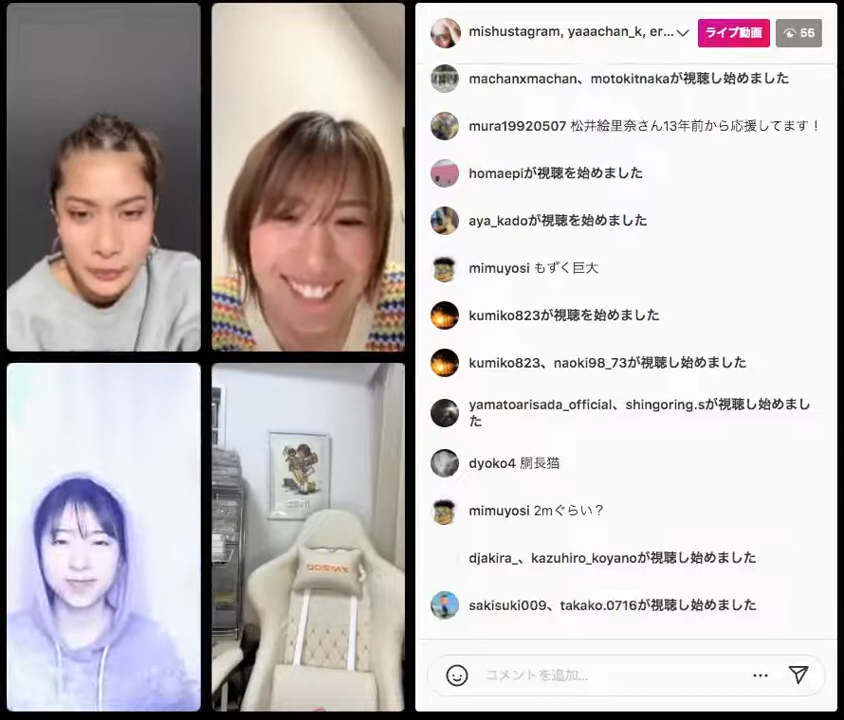 mishustagram, yaaachan_k, er...
ライブ動画
55
machanxmachan、motokitnakaが視聴し始めました
mura19920507 松井絵里奈さん13年前から応援してます！
homaepiが視聴を始めました
aya_kadoが視聴を始めました
mimuyosi もずく巨大
kumiko823が視聴を始めました
kumiko823、naoki98_73が視聴し始めました
yamatoarisada_official、shingoring.sが視聴し始めまし
た
dyoko4 胴長猫
mimuyosi 2mぐらい？
djakira_、kazuhiro_koyanoが視聴し始めました
sakisuki009、takako.0716が視聴し始めました
コメントを追加...